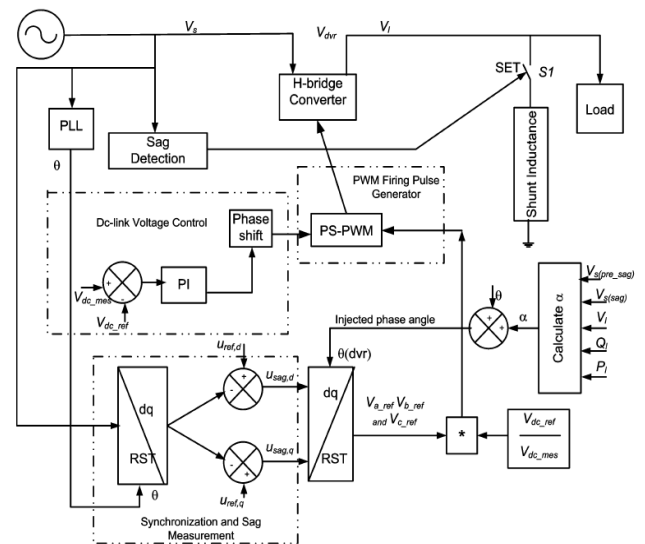 V_s
V_dvr
V_l
SET
S1
H-bridge
Converter
Load
PLL
Sag
Detection
Shunt Inductance
θ
PWM Firing Pulse
Generator
Dc-link Voltage Control
Phase
shift
PS-PWM
+
-
PI
V_dc_mes
V_dc_ref
θ
+
+
α
Calculate α
V_s(pre_sag)
V_s(sag)
V_l
Q_l
P_l
Injected phase angle
θ(dvr)
u_ref,d
+
-
u_sag,d
dq
RST
dq
RST
V_a_ref V_b_ref
and V_c_ref
*
V_dc_ref
V_dc_mes
-
+
u_sag,q
u_ref,q
θ
Synchronization and Sag
Measurement